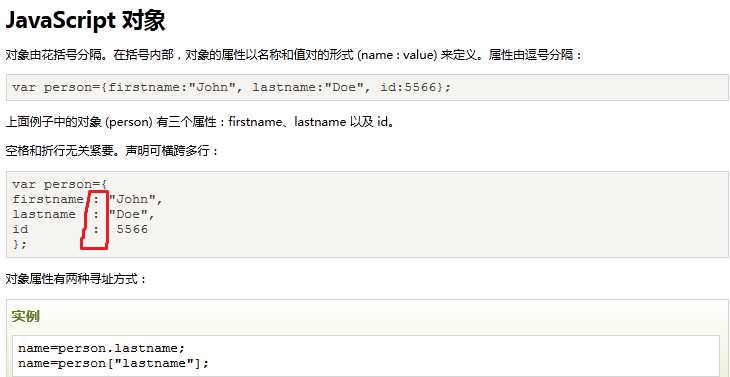 JavaScript 对象
对象由花括号分隔。在括号内部，对象的属性以名称和值对的形式 (name : value) 来定义。属性由逗号分隔：
var person={firstname:"John", lastname:"Doe", id:5566};
上面例子中的对象 (person) 有三个属性：firstname、lastname 以及 id。
空格和折行无关紧要。声明可横跨多行：
var person={
firstname : "John",
lastname  : "Doe",
id        :  5566
};
对象属性有两种寻址方式：
实例
name=person.lastname;
name=person["lastname"];